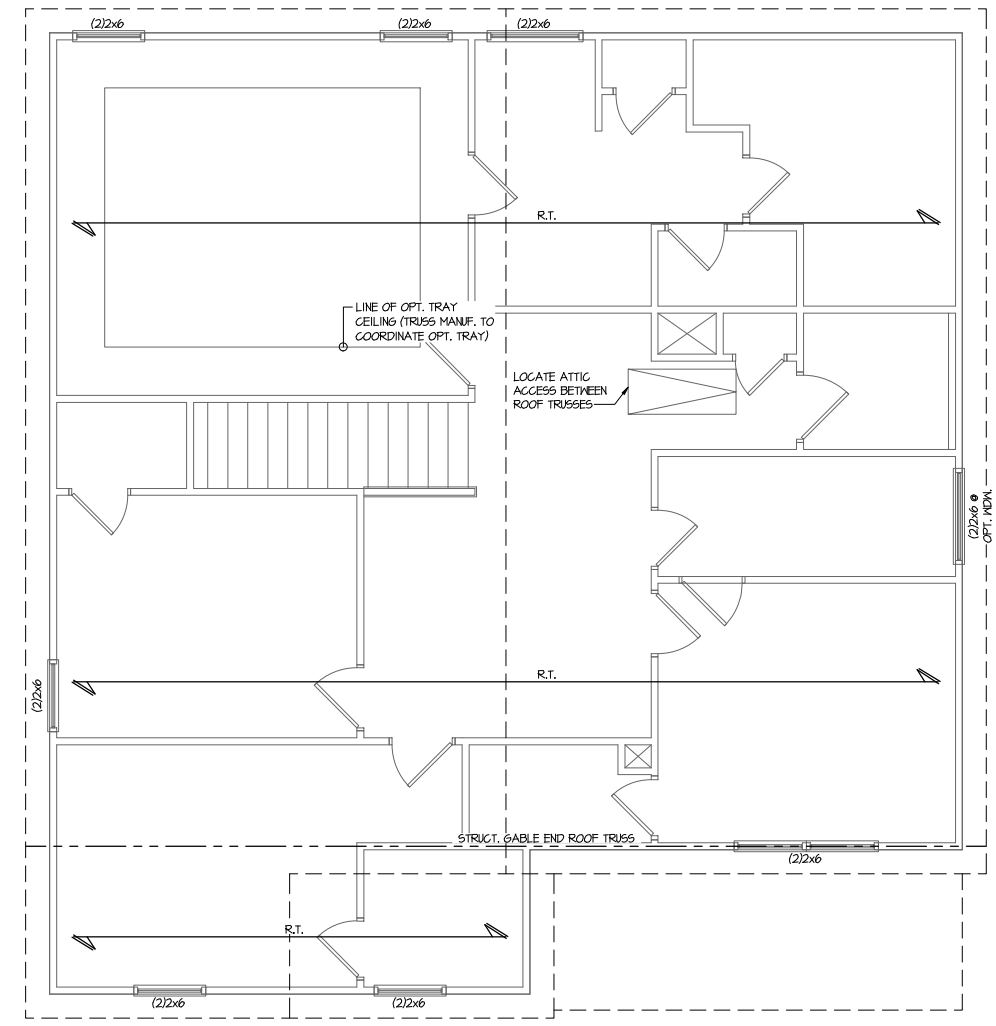 (2)2x6
(2)2x6
(2)2x6
R.T.
LINE OF OPT. TRAY
CEILING (TRUSS MANUF. TO
COORDINATE OPT. TRAY)
LOCATE ATTIC
ACCESS BETWEEN
ROOF TRUSSES
(2)2x6 @
OPT. WDW.
R.T.
(2)2x6
STRUCT. GABLE END ROOF TRUSS
(2)2x6
R.T.
(2)2x6
(2)2x6